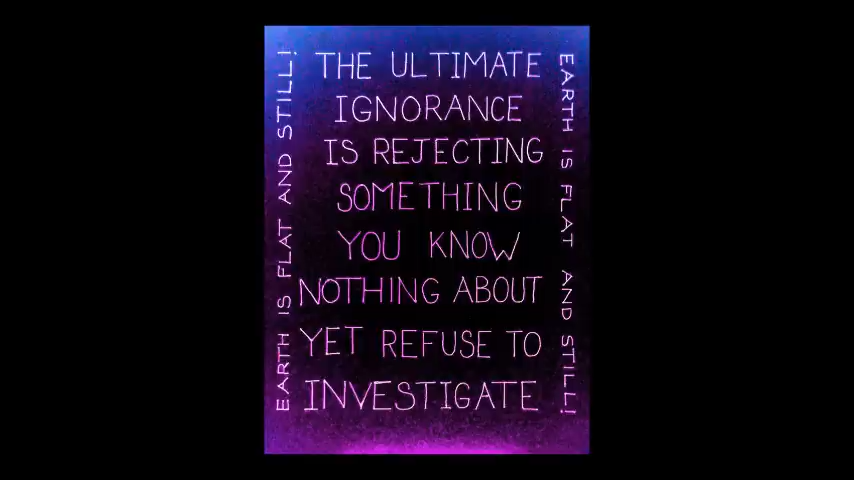 THE ULTIMATE
IGNORANCE
IS REJECTING
SOMETHING
YOU KNOW
NOTHING ABOUT
YET REFUSE TO
INVESTIGATE
EARTH IS FLAT AND STILL!
EARTH IS FLAT AND STILL!